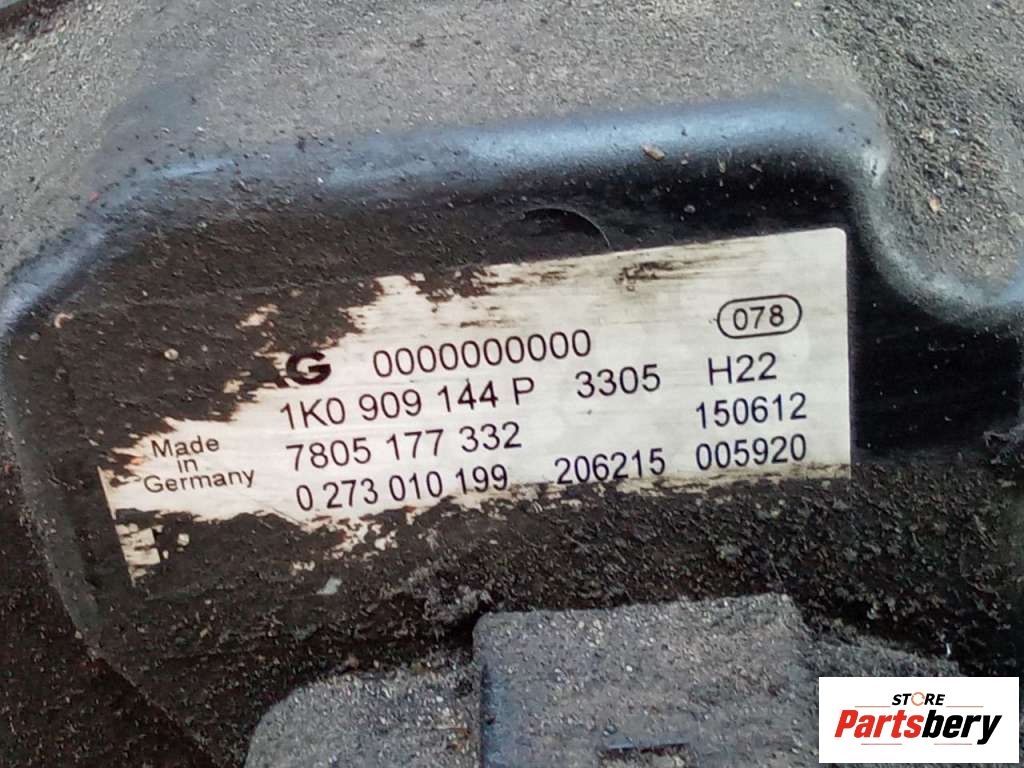 AG 0000000000 078
1K0 909 144 P 3305 H22
7805 177 332 150612
0 273 010 199 206215 005920
Made
in
Germany
STORE
Partsbery